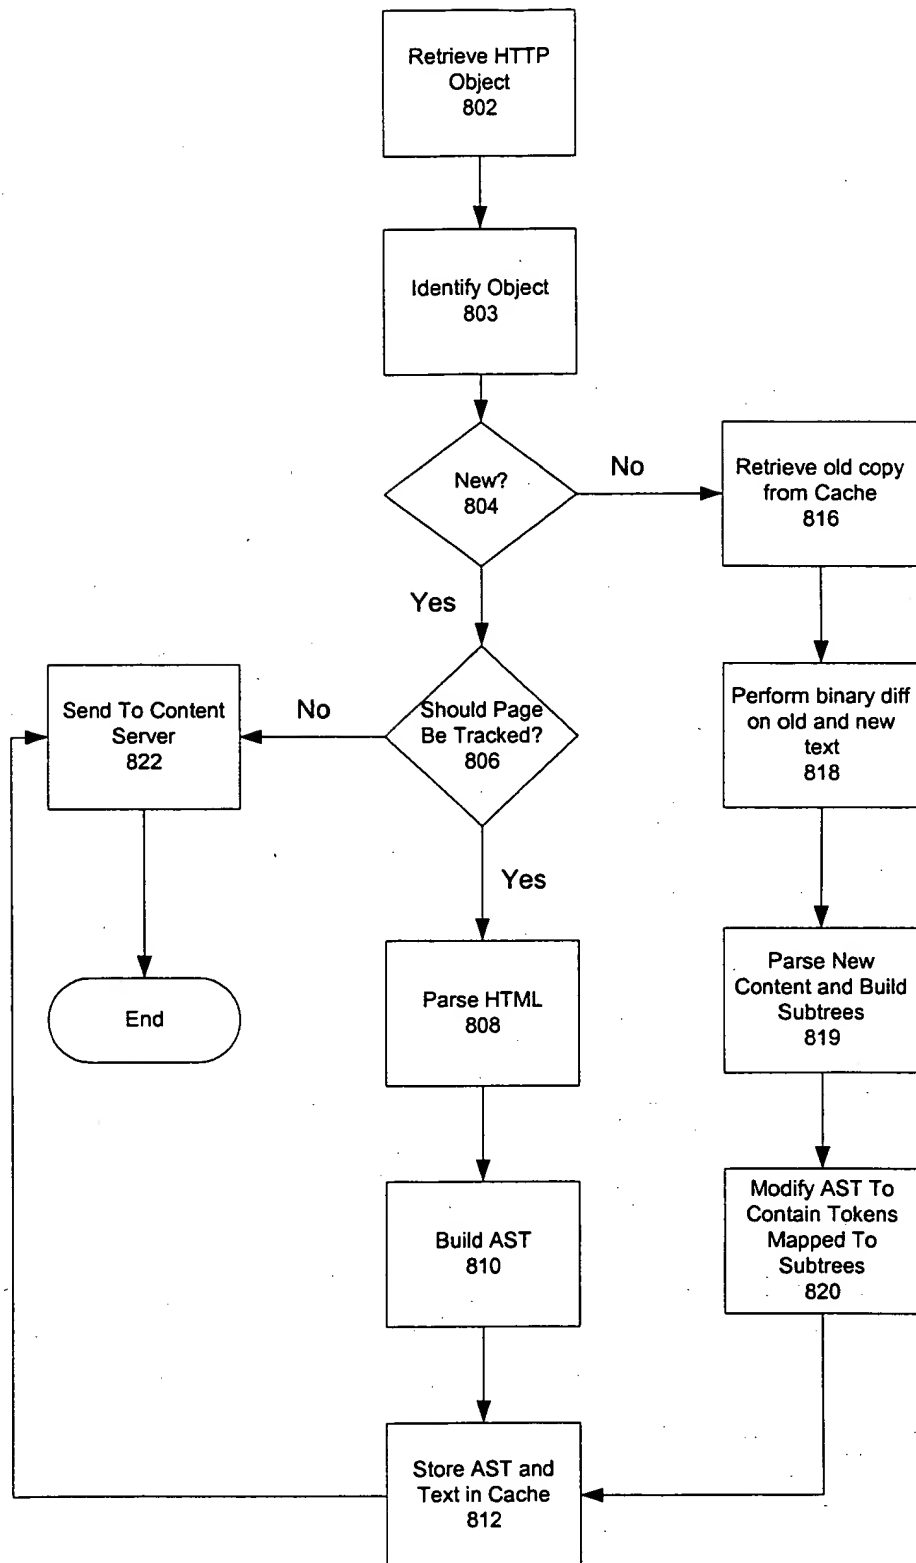 Retrieve HTTP
Object
802
Identify Object
803
New?
804
No
Retrieve old copy
from Cache
816
Yes
Send To Content
Server
822
No
Should Page
Be Tracked?
806
Perform binary diff
on old and new
text
818
Yes
End
Parse HTML
808
Parse New
Content and Build
Subtrees
819
Build AST
810
Modify AST To
Contain Tokens
Mapped To
Subtrees
820
Store AST and
Text in Cache
812